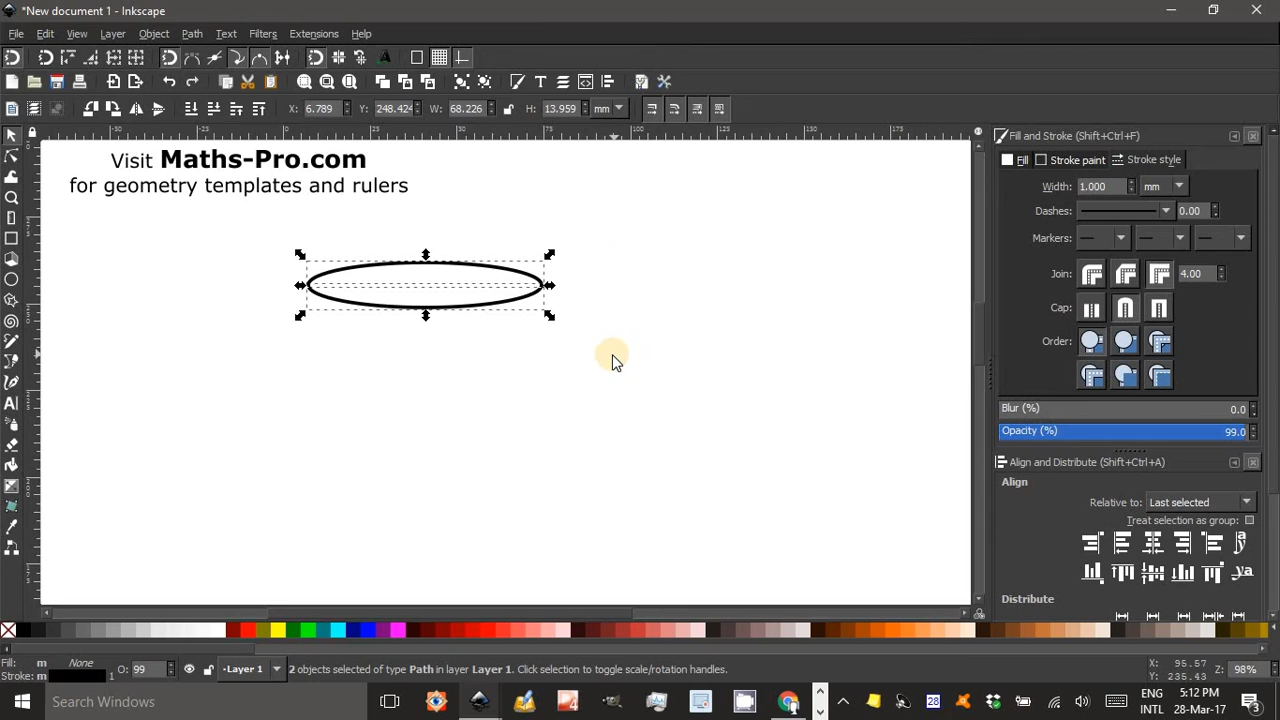 *New document 1 - Inkscape
File Edit View Layer Object Path Text Filters Extensions Help
X: 6.789 Y: 248.424 W: 68.226 H: 13.959 mm
Fill and Stroke (Shift+Ctrl+F)
Fill Stroke paint Stroke style
Width: 1.000 mm
Dashes: 0.00
Markers:
Join: 4.00
Cap:
Order:
Blur (%) 0.0
Opacity (%) 99.0
Align and Distribute (Shift+Ctrl+A)
Align
Relative to: Last selected
Treat selection as group:
Distribute
Visit Maths-Pro.com
for geometry templates and rulers
Fill: m None
Stroke: m 1
O: 99
Layer 1
2 objects selected of type Path in layer Layer 1. Click selection to toggle scale/rotation handles.
X: 95.57
Y: 235.43
Z: 98%
Search Windows
28
ENG
INTL
5:12 PM
28-Mar-17
3